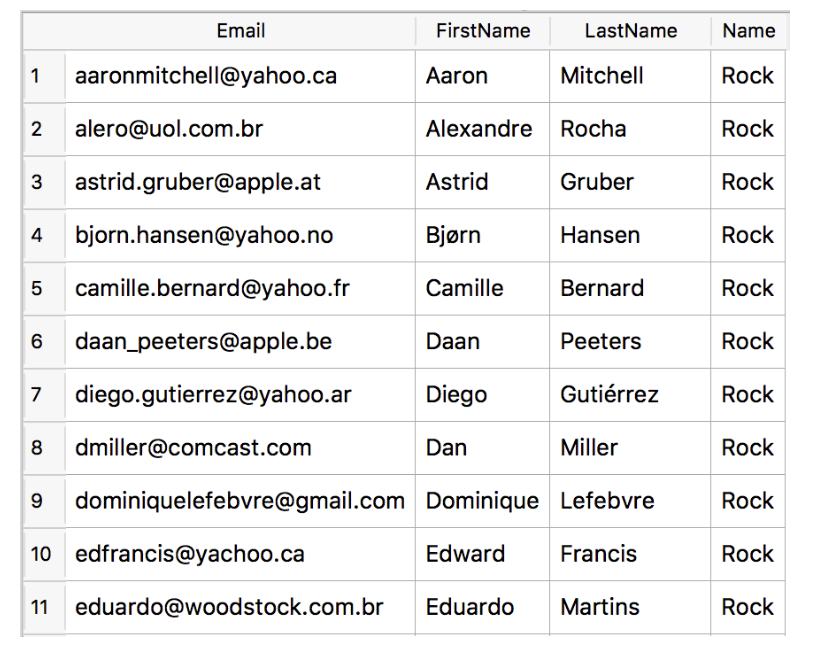 Email FirstName LastName Name
1 aaronmitchell@yahoo.ca Aaron Mitchell Rock
2 alero@uol.com.br Alexandre Rocha Rock
3 astrid.gruber@apple.at Astrid Gruber Rock
4 bjorn.hansen@yahoo.no Bjørn Hansen Rock
5 camille.bernard@yahoo.fr Camille Bernard Rock
6 daan_peeters@apple.be Daan Peeters Rock
7 diego.gutierrez@yahoo.ar Diego Gutiérrez Rock
8 dmiller@comcast.com Dan Miller Rock
9 dominiquelefebvre@gmail.com Dominique Lefebvre Rock
10 edfrancis@yachoo.ca Edward Francis Rock
11 eduardo@woodstock.com.br Eduardo Martins Rock